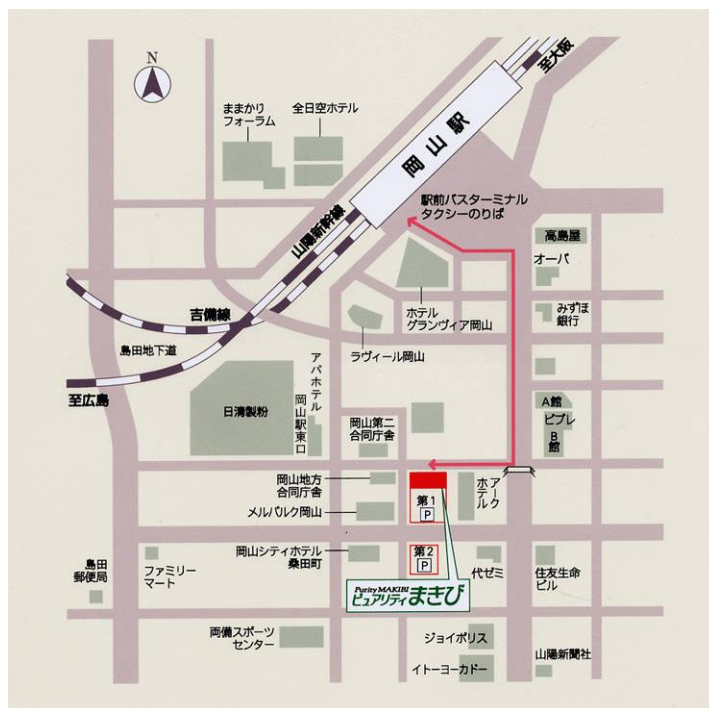 N
至大阪
ままかり
フォーラム
全日空ホテル
岡山駅
駅前バスターミナル
タクシーのりば
山陽新幹線
高島屋
オーパ
吉備線
ホテル
グランヴィア岡山
みずほ
銀行
島田地下道
ラヴィール岡山
至広島
日清製粉
アパホテル
岡山駅東口
A館
ビブレ
B館
岡山第二
合同庁舎
岡山地方
合同庁舎
第1
P
アーク
ホテル
メルパルク岡山
岡山シティホテル
桑田町
第2
P
島田
郵便局
ファミリー
マート
代ゼミ
住友生命
ビル
Purity MAKIBI
ピュアリティまきび
両備スポーツ
センター
ジョイポリス
イトーヨーカドー
山陽新聞社